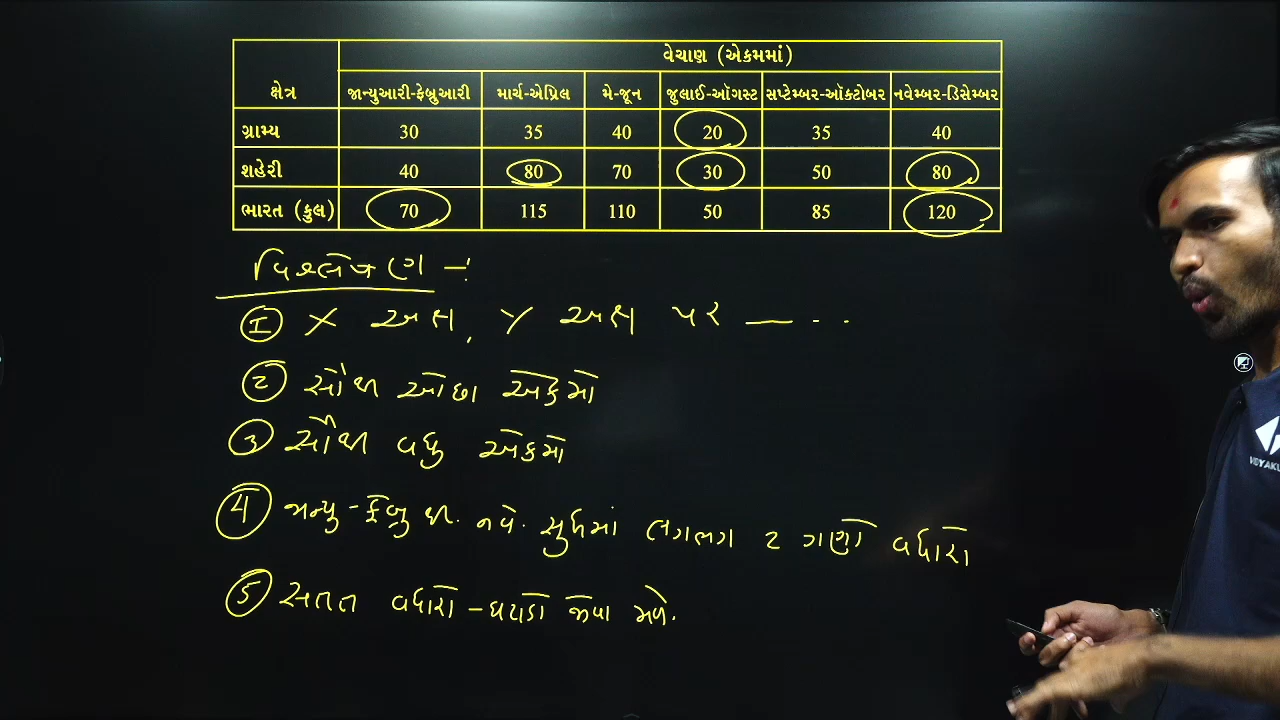 વેચાણ (એકમમાં)
ક્ષેત્ર જાન્યુઆરી-ફેબ્રુઆરી માર્ચ-એપ્રિલ મે-જૂન જુલાઈ-ઑગસ્ટ સપ્ટેમ્બર-ઑક્ટોબર નવેમ્બર-ડિસેમ્બર
ગ્રામ્ય 30 35 40 20 35 40
શહેરી 40 80 70 30 50 80
ભારત (કુલ) 70 115 110 50 85 120
વિશ્લેષણ -:
① X અક્ષ, Y અક્ષ પર — - - -
② સૌથી ઓછા એકમો
③ સૌથી વધુ એકમો
④ જાન્યુ-ફેબ્રુ થી નવે. સુધીમાં લગભગ ૨ ગણો વધારો
⑤ સતત વધારો - ઘટાડો જોવા મળે.
VIDYAKU